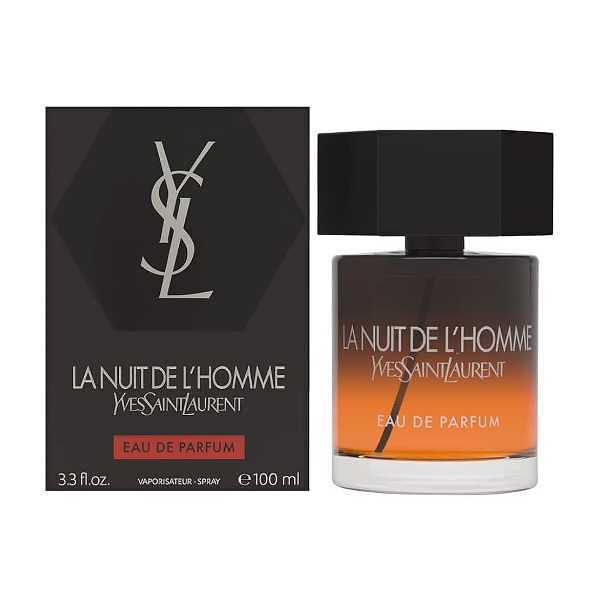 YSL
LA NUIT DE L'HOMME
YVESSAINTLAURENT
EAU DE PARFUM
3.3 fl.oz.
VAPORISATEUR - SPRAY
℮ 100 ml
LA NUIT DE L'HOMME
YVESSAINTLAURENT
EAU DE PARFUM